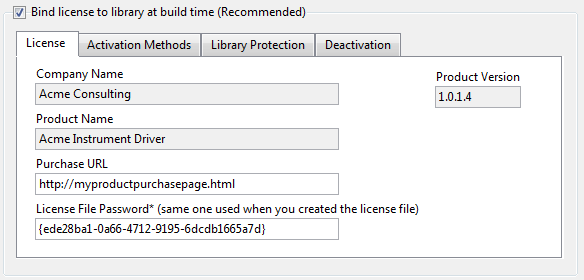 Bind license to library at build time (Recommended)
License Activation Methods Library Protection Deactivation
Company Name Product Version
Acme Consulting 1.0.1.4
Product Name
Acme Instrument Driver
Purchase URL
http://myproductpurchasepage.html
License File Password* (same one used when you created the license file)
{ede28ba1-0a66-4712-9195-6dcdb1665a7d}